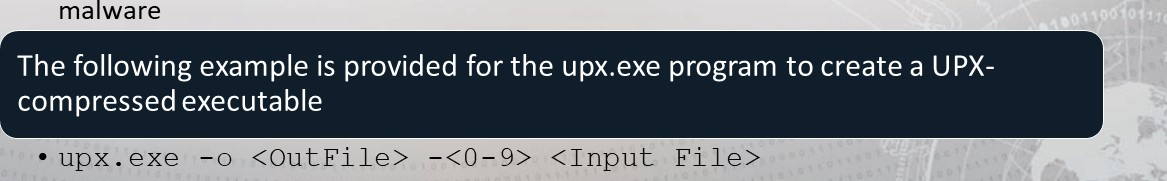 malware
The following example is provided for the upx.exe program to create a UPX-
compressed executable
• upx.exe -o <OutFile> -<0-9> <Input File>